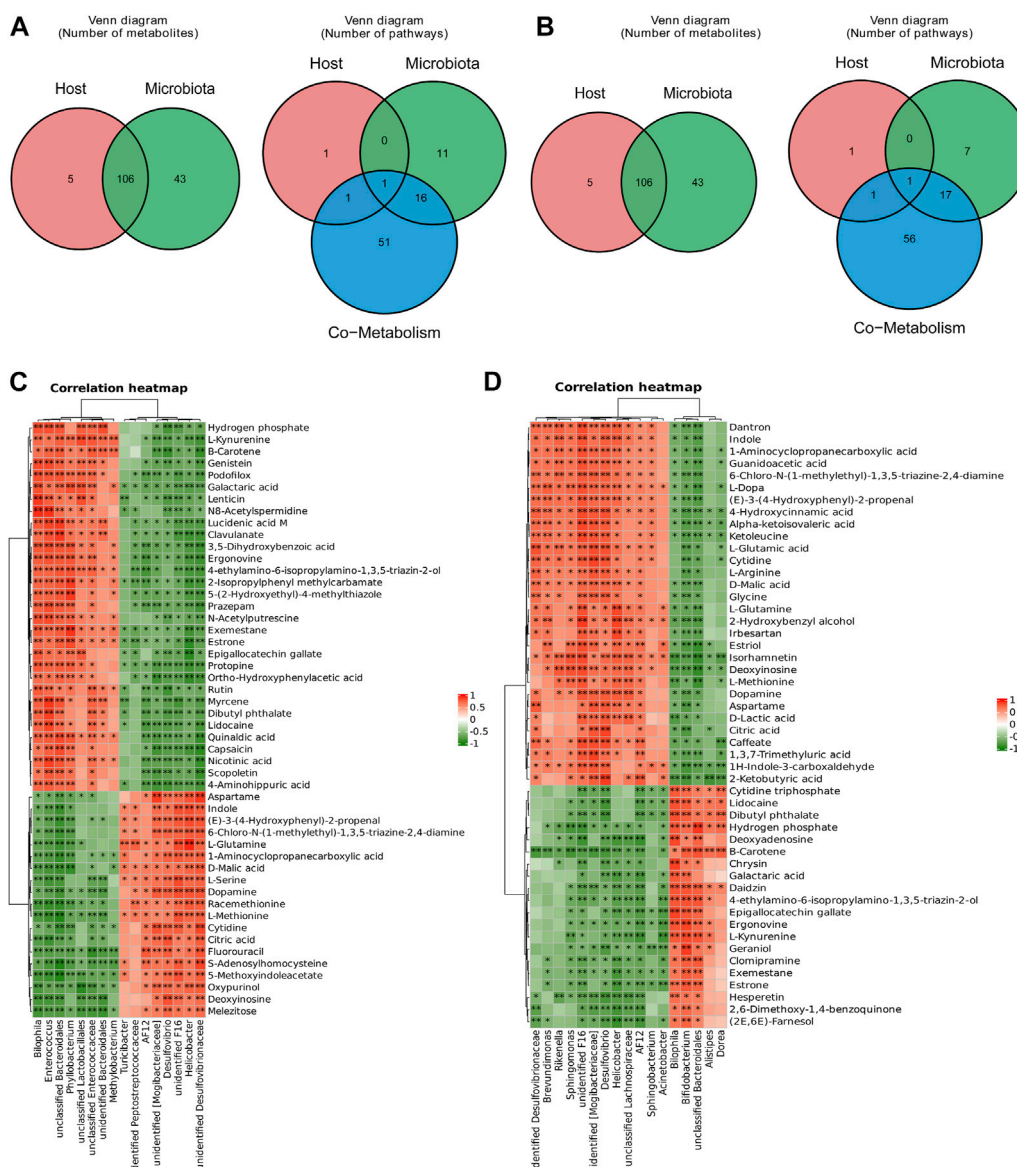 A
Venn diagram
(Number of metabolites)
Host
Microbiota
5
106
43
Venn diagram
(Number of pathways)
Host
Microbiota
1
0
11
1
1
16
51
Co−Metabolism
B
Venn diagram
(Number of metabolites)
Host
Microbiota
5
106
43
Venn diagram
(Number of pathways)
Host
Microbiota
1
0
7
1
1
17
56
Co−Metabolism
C
Correlation heatmap
Hydrogen phosphate
L-Kynurenine
B-Carotene
Genistein
Podofilox
Galactaric acid
Lenticin
N8-Acetylspermidine
Lucidenic acid M
Clavulanate
3,5-Dihydroxybenzoic acid
Ergonovine
4-ethylamino-6-isopropylamino-1,3,5-triazin-2-ol
2-Isopropylphenyl methylcarbamate
5-(2-Hydroxyethyl)-4-methylthiazole
Prazepam
N-Acetylputrescine
Exemestane
Estrone
Epigallocatechin gallate
Protopine
Ortho-Hydroxyphenylacetic acid
Rutin
Myrcene
Dibutyl phthalate
Lidocaine
Quinaldic acid
Capsaicin
Nicotinic acid
Scopoletin
4-Aminohippuric acid
Aspartame
Indole
(E)-3-(4-Hydroxyphenyl)-2-propenal
6-Chloro-N-(1-methylethyl)-1,3,5-triazine-2,4-diamine
L-Glutamine
1-Aminocyclopropanecarboxylic acid
D-Malic acid
L-Serine
Dopamine
Racemethionine
L-Methionine
Cytidine
Citric acid
Fluorouracil
S-Adenosylhomocysteine
5-Methoxyindoleacetate
Oxypurinol
Deoxyinosine
Melezitose
1
0.5
0
-0.5
-1
Bilophila
Enterococcus
unclassified Bacteroidales
Phyllobacterium
unclassified Lactobacillales
unclassified Enterococcaceae
unidentified Bacteroidales
Methylobacterium
Turicibacter
identified Peptostreptococcaceae
AF12
unidentified [Mogibacteriaceae]
Desulfovibrio
unidentified F16
Helicobacter
unidentified Desulfovibrionaceae
D
Correlation heatmap
Dantron
Indole
1-Aminocyclopropanecarboxylic acid
Guanidoacetic acid
6-Chloro-N-(1-methylethyl)-1,3,5-triazine-2,4-diamine
L-Dopa
(E)-3-(4-Hydroxyphenyl)-2-propenal
4-Hydroxycinnamic acid
Alpha-ketoisovaleric acid
Ketoleucine
L-Glutamic acid
Cytidine
L-Arginine
D-Malic acid
Glycine
L-Glutamine
2-Hydroxybenzyl alcohol
Irbesartan
Estriol
Isorhamnetin
Deoxyinosine
L-Methionine
Dopamine
Aspartame
D-Lactic acid
Citric acid
Caffeate
1,3,7-Trimethyluric acid
1H-Indole-3-carboxaldehyde
2-Ketobutyric acid
Cytidine triphosphate
Lidocaine
Dibutyl phthalate
Hydrogen phosphate
Deoxyadenosine
B-Carotene
Chrysin
Galactaric acid
Daidzin
4-ethylamino-6-isopropylamino-1,3,5-triazin-2-ol
Epigallocatechin gallate
Ergonovine
L-Kynurenine
Geraniol
Clomipramine
Exemestane
Estrone
Hesperetin
2,6-Dimethoxy-1,4-benzoquinone
(2E,6E)-Farnesol
1
0
0
-0
-1
identified Desulfovibrionaceae
Brevundimonas
Rikenella
Sphingomonas
unidentified F16
identified [Mogibacteriaceae]
Desulfovibrio
Helicobacter
unclassified Lachnospiraceae
AF12
Sphingobacterium
Acinetobacter
Bilophila
Bifidobacterium
unclassified Bacteroidales
Alistipes
Dorea